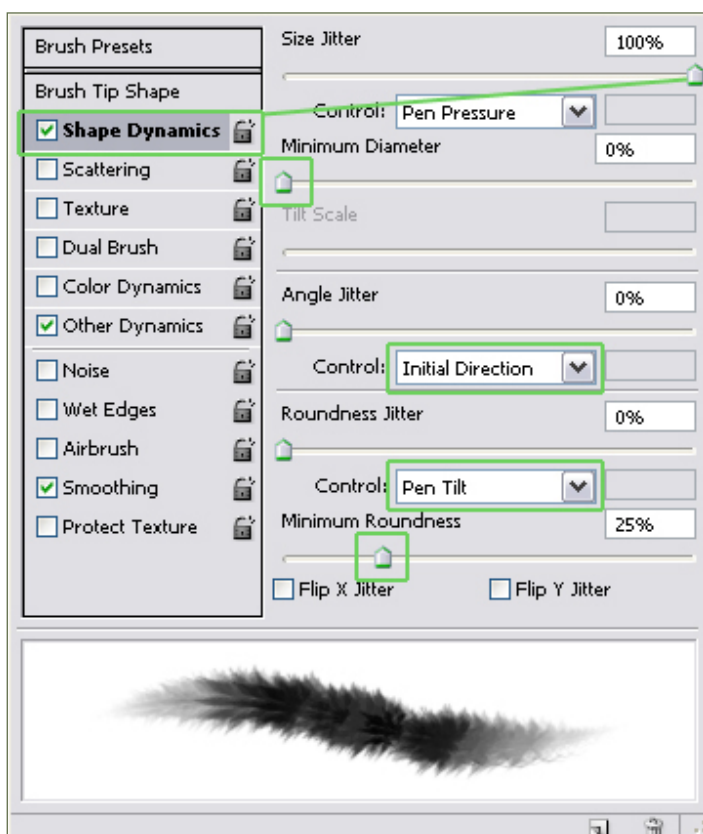 Brush Presets
Brush Tip Shape
Shape Dynamics
Scattering
Texture
Dual Brush
Color Dynamics
Other Dynamics
Noise
Wet Edges
Airbrush
Smoothing
Protect Texture
Size Jitter 100%
Control: Pen Pressure
Minimum Diameter 0%
Tilt Scale
Angle Jitter 0%
Control: Initial Direction
Roundness Jitter 0%
Control: Pen Tilt
Minimum Roundness 25%
Flip X Jitter Flip Y Jitter